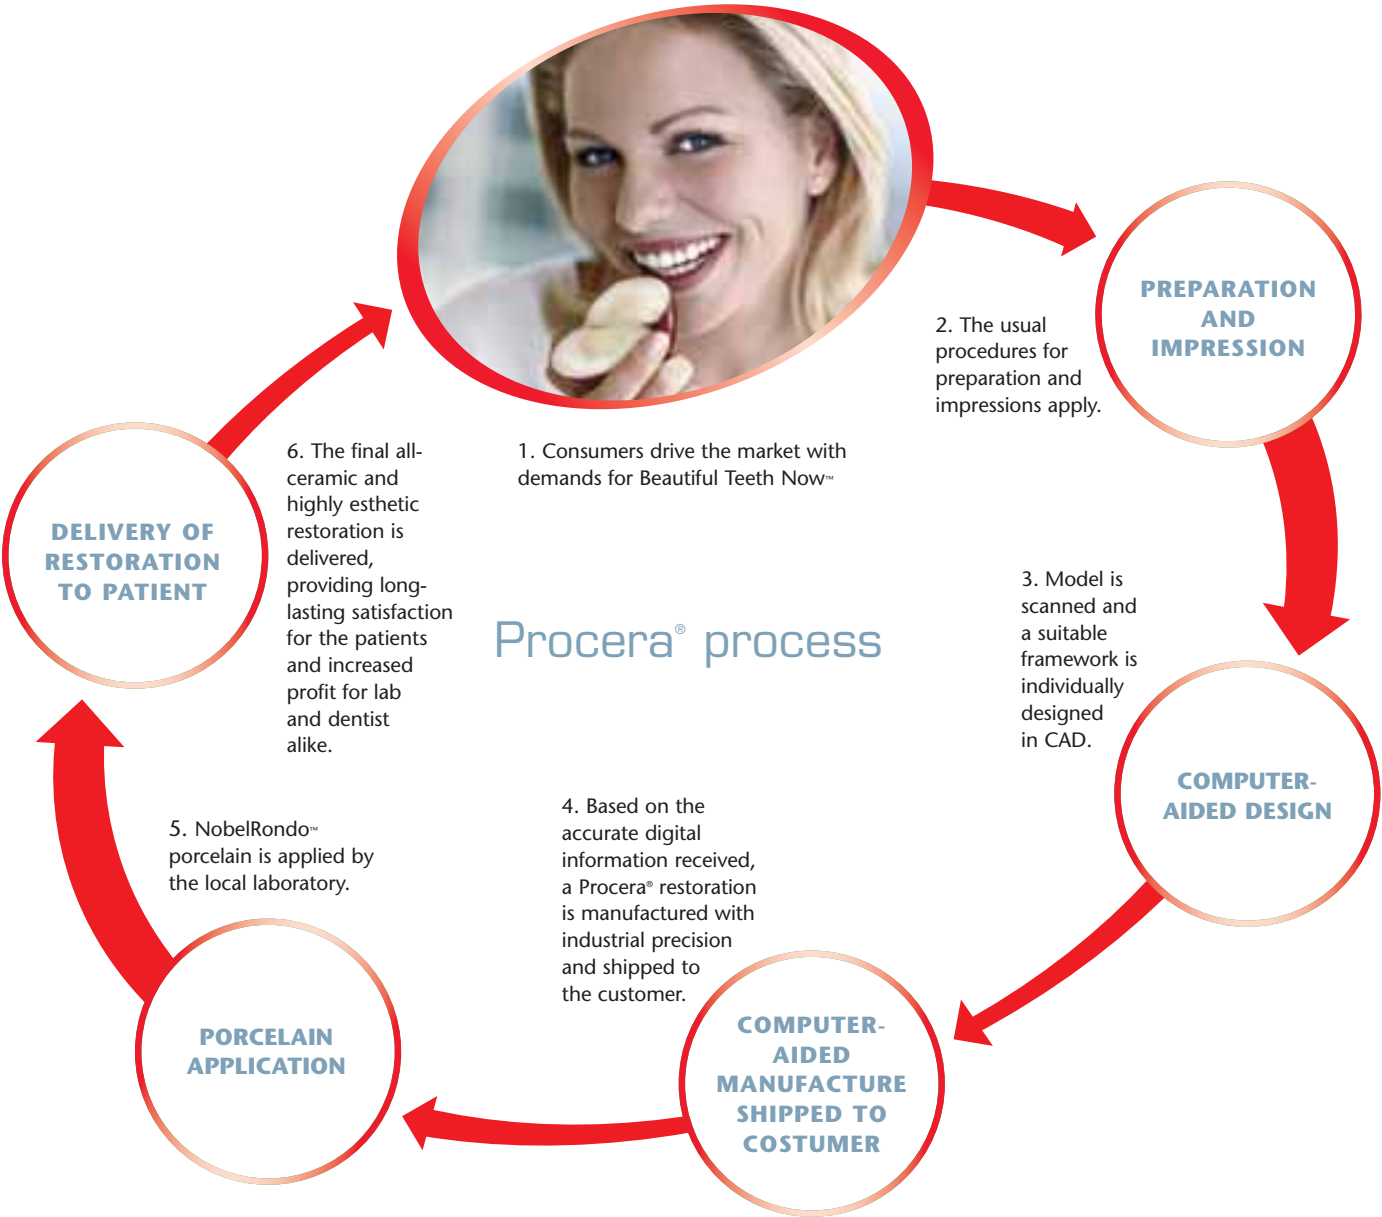 PREPARATION
AND
IMPRESSION
2. The usual
procedures for
preparation and
impressions apply.
1. Consumers drive the market with
demands for Beautiful Teeth Now™
6. The final all-
ceramic and
highly esthetic
restoration is
delivered,
providing long-
lasting satisfaction
for the patients
and increased
profit for lab
and dentist
alike.
DELIVERY OF
RESTORATION
TO PATIENT
Procera® process
3. Model is
scanned and
a suitable
framework is
individually
designed
in CAD.
COMPUTER-
AIDED DESIGN
4. Based on the
accurate digital
information received,
a Procera® restoration
is manufactured with
industrial precision
and shipped to
the customer.
COMPUTER-
AIDED
MANUFACTURE
SHIPPED TO
COSTUMER
5. NobelRondo™
porcelain is applied by
the local laboratory.
PORCELAIN
APPLICATION